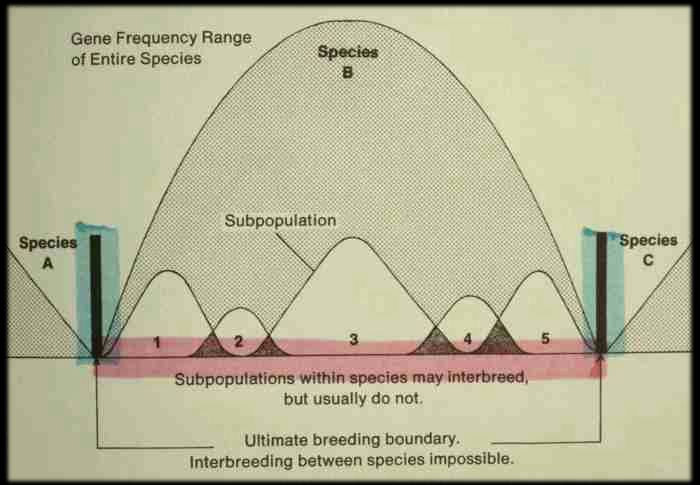 Gene Frequency Range
of Entire Species
Species
B
Subpopulation
Species
A
Species
C
1
2
3
4
5
Subpopulations within species may interbreed,
but usually do not.
Ultimate breeding boundary.
Interbreeding between species impossible.